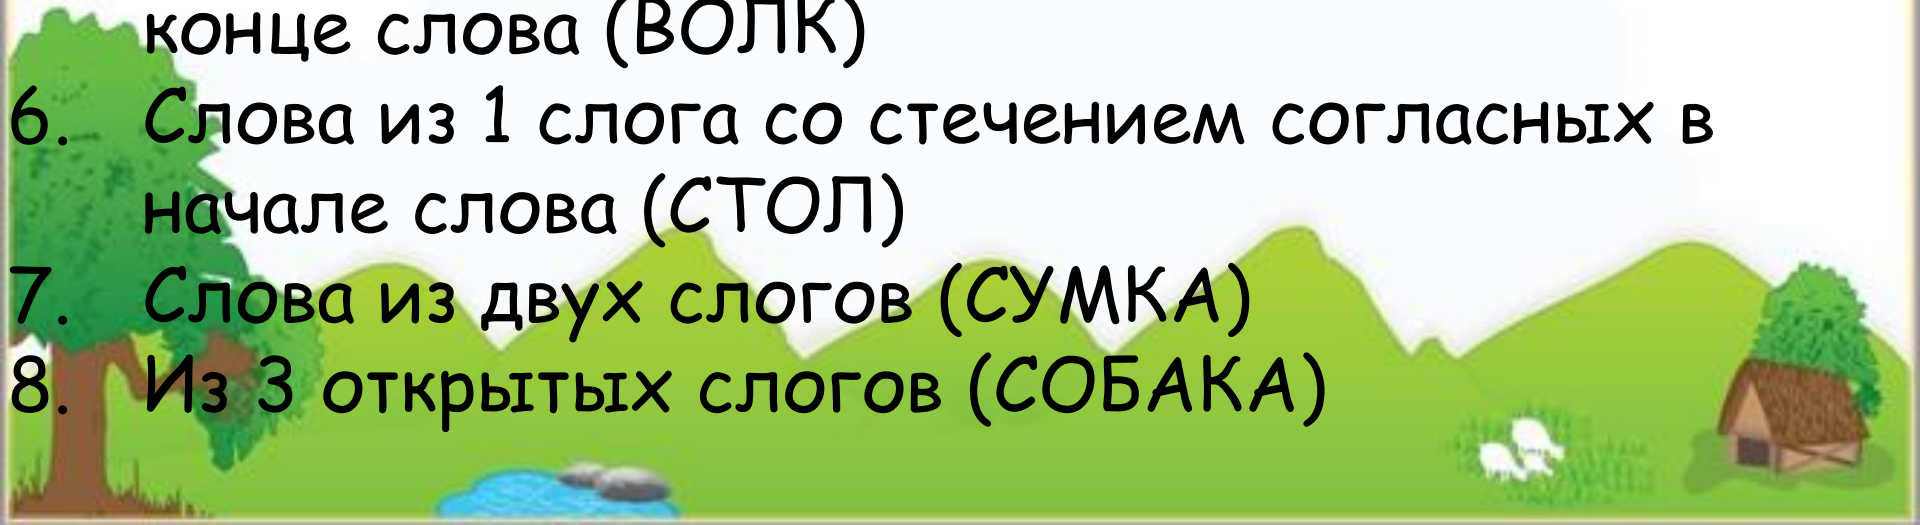 конце слова (ВОЛК)
6. Слова из 1 слога со стечением согласных в
начале слова (СТОЛ)
7. Слова из двух слогов (СУМКА)
8. Из 3 открытых слогов (СОБАКА)